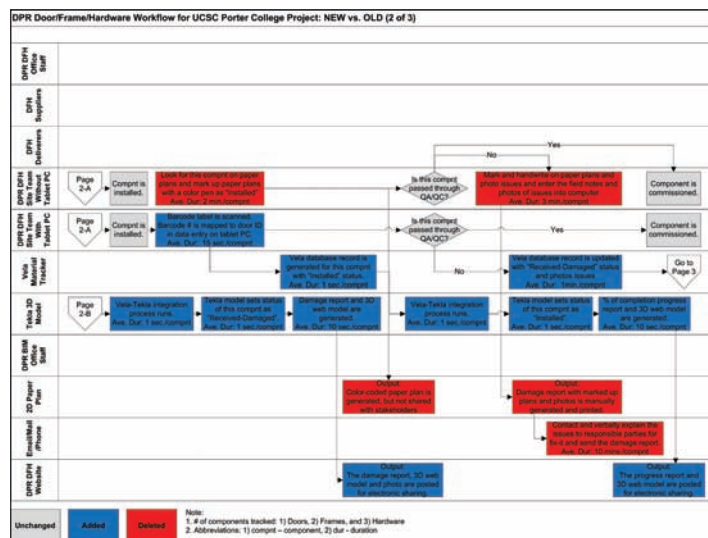 DPR Door/Frame/Hardware Workflow for UCSC Porter College Project: NEW vs. OLD (2 of 3)
DPR DFH
Office
Staff
DFH
Suppliers
DFH
Deliverers
Yes
No
DPR DFH
Site Team
Without
Tablet PC
Page
2-A
Compnt is
installed.
Look for this compnt on paper
plans and mark up paper plans
with a color pen as "Installed"
Ave. Dur: 2 min./compnt
Is this compnt
passed through
QA/QC?
Mark and handwrite on paper plans and
photo issues and enter the field notes and
photos of issues into computer
Ave. Dur: 3 min./compnt
Component is
commissioned.
DPR DFH
Site Team
With
Tablet PC
Page
2-A
Compnt is
installed.
Barcode label is scanned.
Barcode # is mapped to door ID
in data entry on tablet PC.
Ave. Dur: 15 sec./compnt
Is this compnt
passed through
QA/QC?
Yes
Component is
commissioned.
Vela
Material
Tracker
Vela database record is
generated for this compnt
with "Installed" status.
Ave. Dur: 1 sec/compnt
No
Vela database record is updated
with "Received-Damaged" status
and photos issues
Ave. Dur: 1min./compnt
Go to
Page 3
Tekla 3D
Model
Page
2-B
Vela-Tekla integration
process runs.
Ave. Dur: 1 sec./compnt
Tekla model sets status
of this compnt as
"Received-Damaged".
Ave. Dur: 1 sec./compnt
Damage report and 3D
web model are
generated.
Ave. Dur: 10 sec./compnt
Vela-Tekla integration
process runs.
Ave. Dur: 1 sec./compnt
Tekla model sets status
of this compnt as
"Installed".
Ave. Dur: 1 sec./compnt
% of completion progress
report and 3D web model
are generated.
Ave. Dur: 10 sec./compnt
DPR BIM
Office
Staff
2D Paper
Plan
Output:
Coke-coded paper plan is
generated, but not shared
with stakeholders.
Output:
Damage report with marked up
plans and photos is manually
generated and printed.
Email/Mail
/Phone
Contact and verbally explain the
issues to responsible parties for
fix-it and send the damage report.
Ave. Dur: 10 mins./compnt
DPR DFH
Website
Output:
The damage report, 3D web
model and photo are posted
for electronic sharing.
Output:
The progress report and
3D web model are posted
for electronic sharing.
Unchanged
Added
Deleted
Note:
1. # of components tracked: 1) Doors, 2) Frames, and 3) Hardware
2. Abbreviations: 1) compnt – component, 2) dur - duration